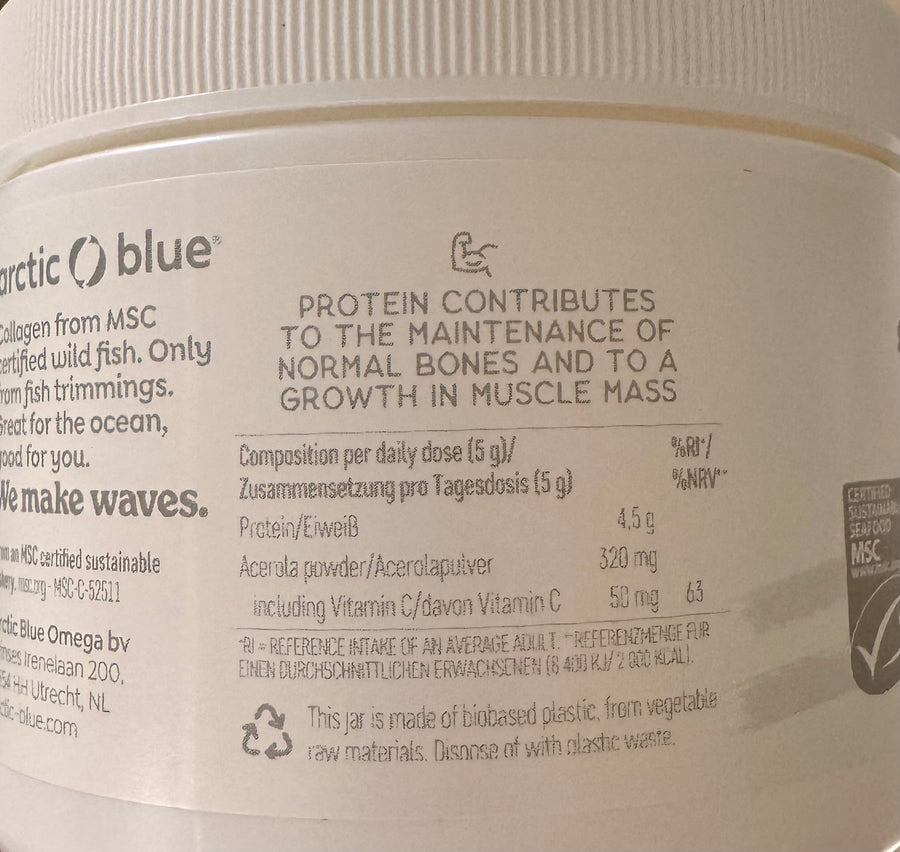 arctic blue®
Collagen from MSC
certified wild fish. Only
from fish trimmings.
Great for the ocean,
good for you.
We make waves.
an MSC certified sustainable
msc.org - MSC-C-52511
Arctic Blue Omega bv
Irenelaan 200,
HH Utrecht, NL
arctic-blue.com
PROTEIN CONTRIBUTES
TO THE MAINTENANCE OF
NORMAL BONES AND TO A
GROWTH IN MUSCLE MASS
Composition per daily dose (5 g)/ %RI*/
Zusammensetzung pro Tagesdosis (5 g) %NRV**
Protein/Eiweiß 4,5 g
Acerola powder/Acerolapulver 320 mg
including Vitamin C/davon Vitamin C 50 mg 63
*RI = REFERENCE INTAKE OF AN AVERAGE ADULT. **REFERENZMENGE FÜR
EINEN DURCHSCHNITTLICHEN ERWACHSENEN (8 400 KJ/ 2 000 KCAL).
This jar is made of biobased plastic, from vegetable
raw materials. Dispose of with plastic waste.
CERTIFIED
SUSTAINABLE
SEAFOOD
MSC